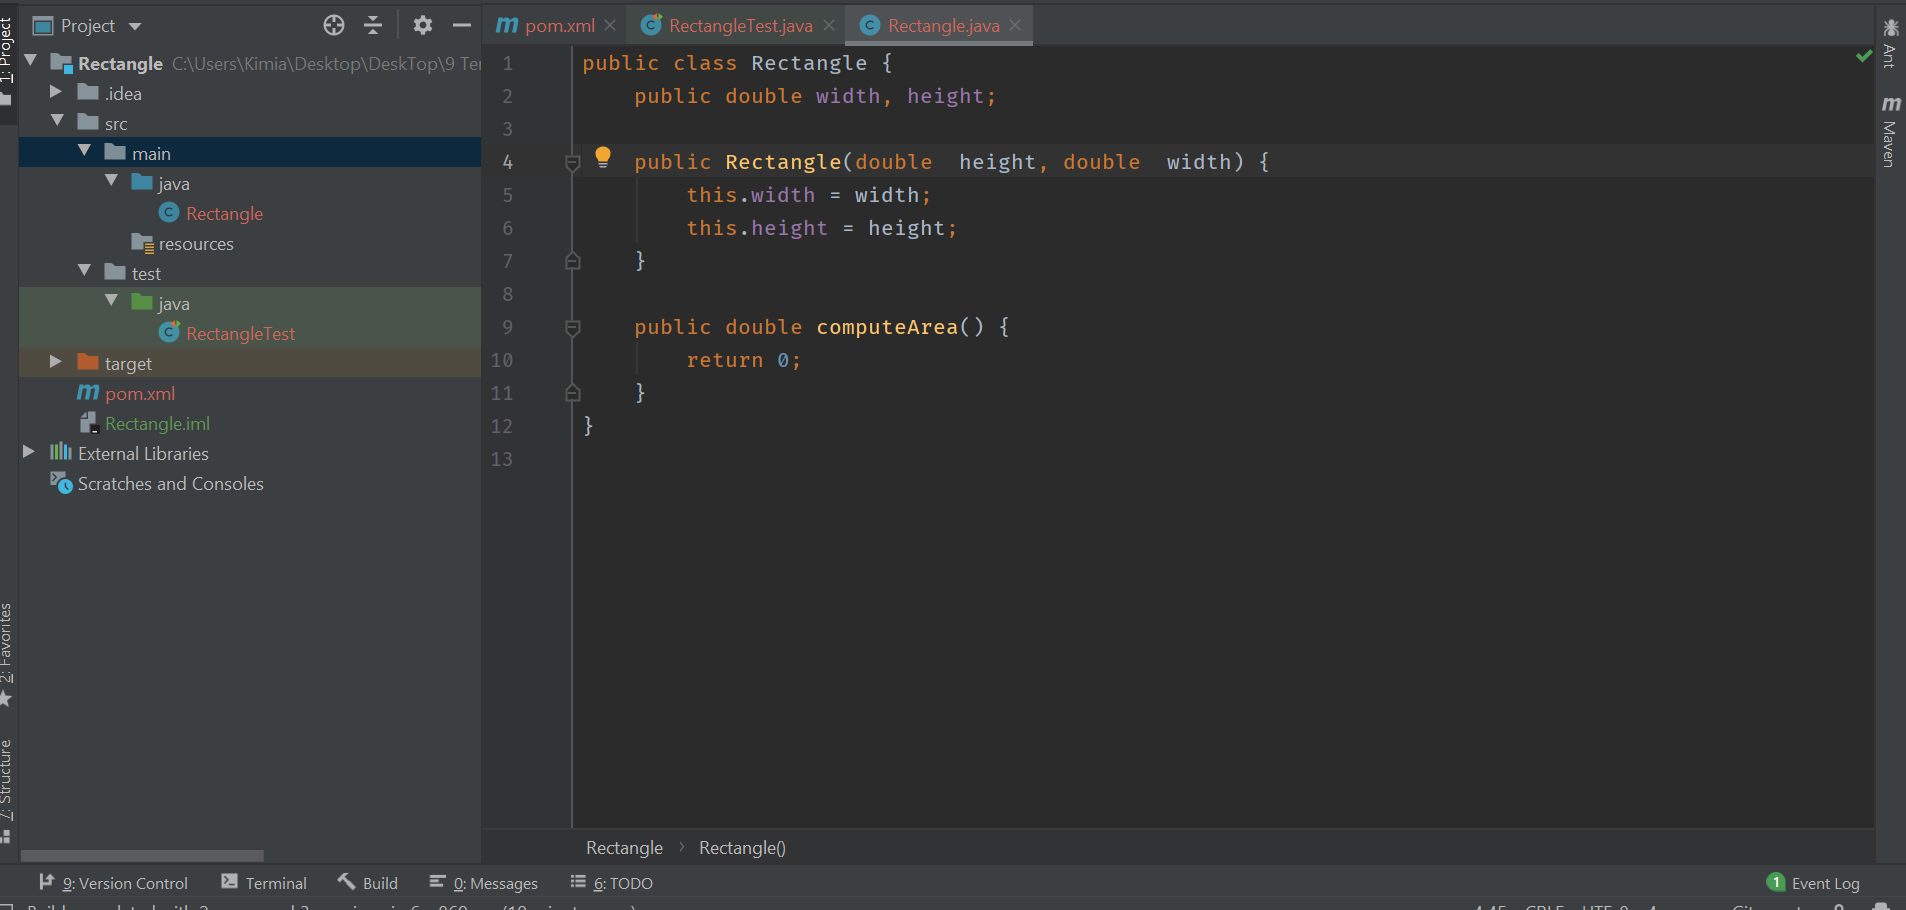 Project
pom.xml
RectangleTest.java
Rectangle.java
1: Project
Rectangle C:\Users\Kimia\Desktop\DeskTop\9 Te
.idea
src
main
java
Rectangle
resources
test
java
RectangleTest
target
pom.xml
Rectangle.iml
External Libraries
Scratches and Consoles
1 public class Rectangle {
2 public double width, height;
3
4 public Rectangle(double  height, double  width) {
5 this.width = width;
6 this.height = height;
7 }
8
9 public double computeArea() {
10 return 0;
11 }
12 }
13
Ant
Maven
2: Favorites
7: Structure
Rectangle > Rectangle()
9: Version Control
Terminal
Build
0: Messages
6: TODO
1 Event Log